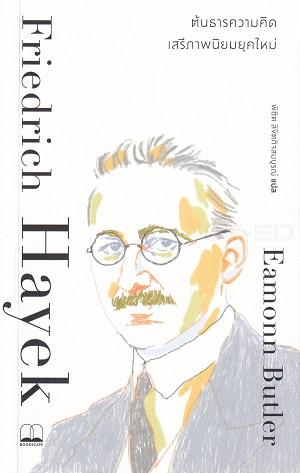 ต้นธารความคิด
เสรีภาพนิยมยุคใหม่
Friedrich Hayek
พิชิต ลิขิตกิจสมบูรณ์ แปล
Eamonn Butler
BOOKSCAPE